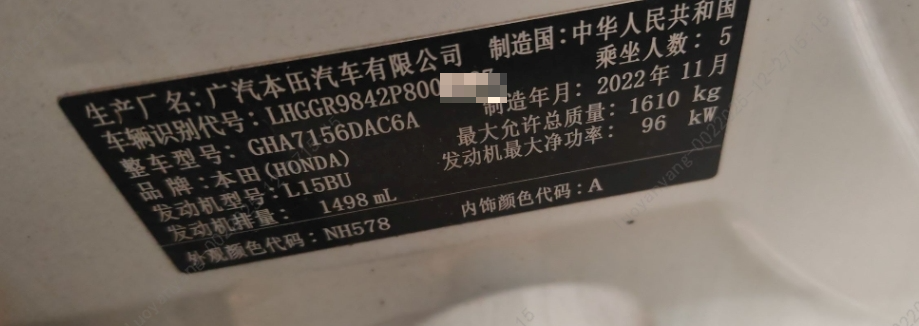 生产厂名:广汽本田汽车有限公司 制造国:中华人民共和国
车辆识别代号:LHGGR9842P800 乘坐人数:5
整车型号:GHA7156DAC6A 制造年月:2022年11月
品牌:本田(HONDA) 最大允许总质量:1610 kg
发动机型号:L15BU 发动机最大净功率:96 kW
发动机排量:1498 mL
外观颜色代码:NH578 内饰颜色代码:A